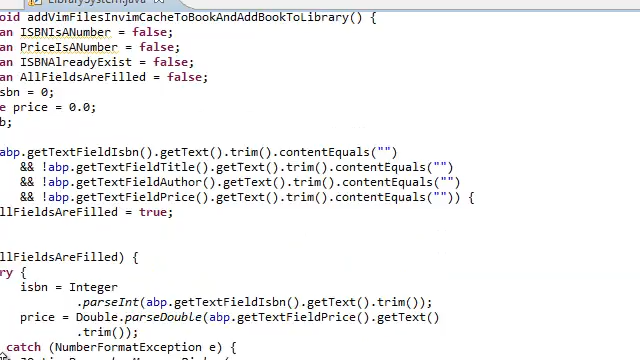 LibrarySystem.java
oid addVimFilesInvimCacheToBookAndAddBookToLibrary() {
an ISBNIsANumber = false;
an PriceIsANumber = false;
an ISBNAlreadyExist = false;
an AllFieldsAreFilled = false;
sbn = 0;
e price = 0.0;
b;
abp.getTextFieldIsbn().getText().trim().contentEquals("")
&& !abp.getTextFieldTitle().getText().trim().contentEquals("")
&& !abp.getTextFieldAuthor().getText().trim().contentEquals("")
&& !abp.getTextFieldPrice().getText().trim().contentEquals("")) {
llFieldsAreFilled = true;
llFieldsAreFilled) {
ry {
isbn = Integer
.parseInt(abp.getTextFieldIsbn().getText().trim());
price = Double.parseDouble(abp.getTextFieldPrice().getText()
.trim());
catch (NumberFormatException e) {